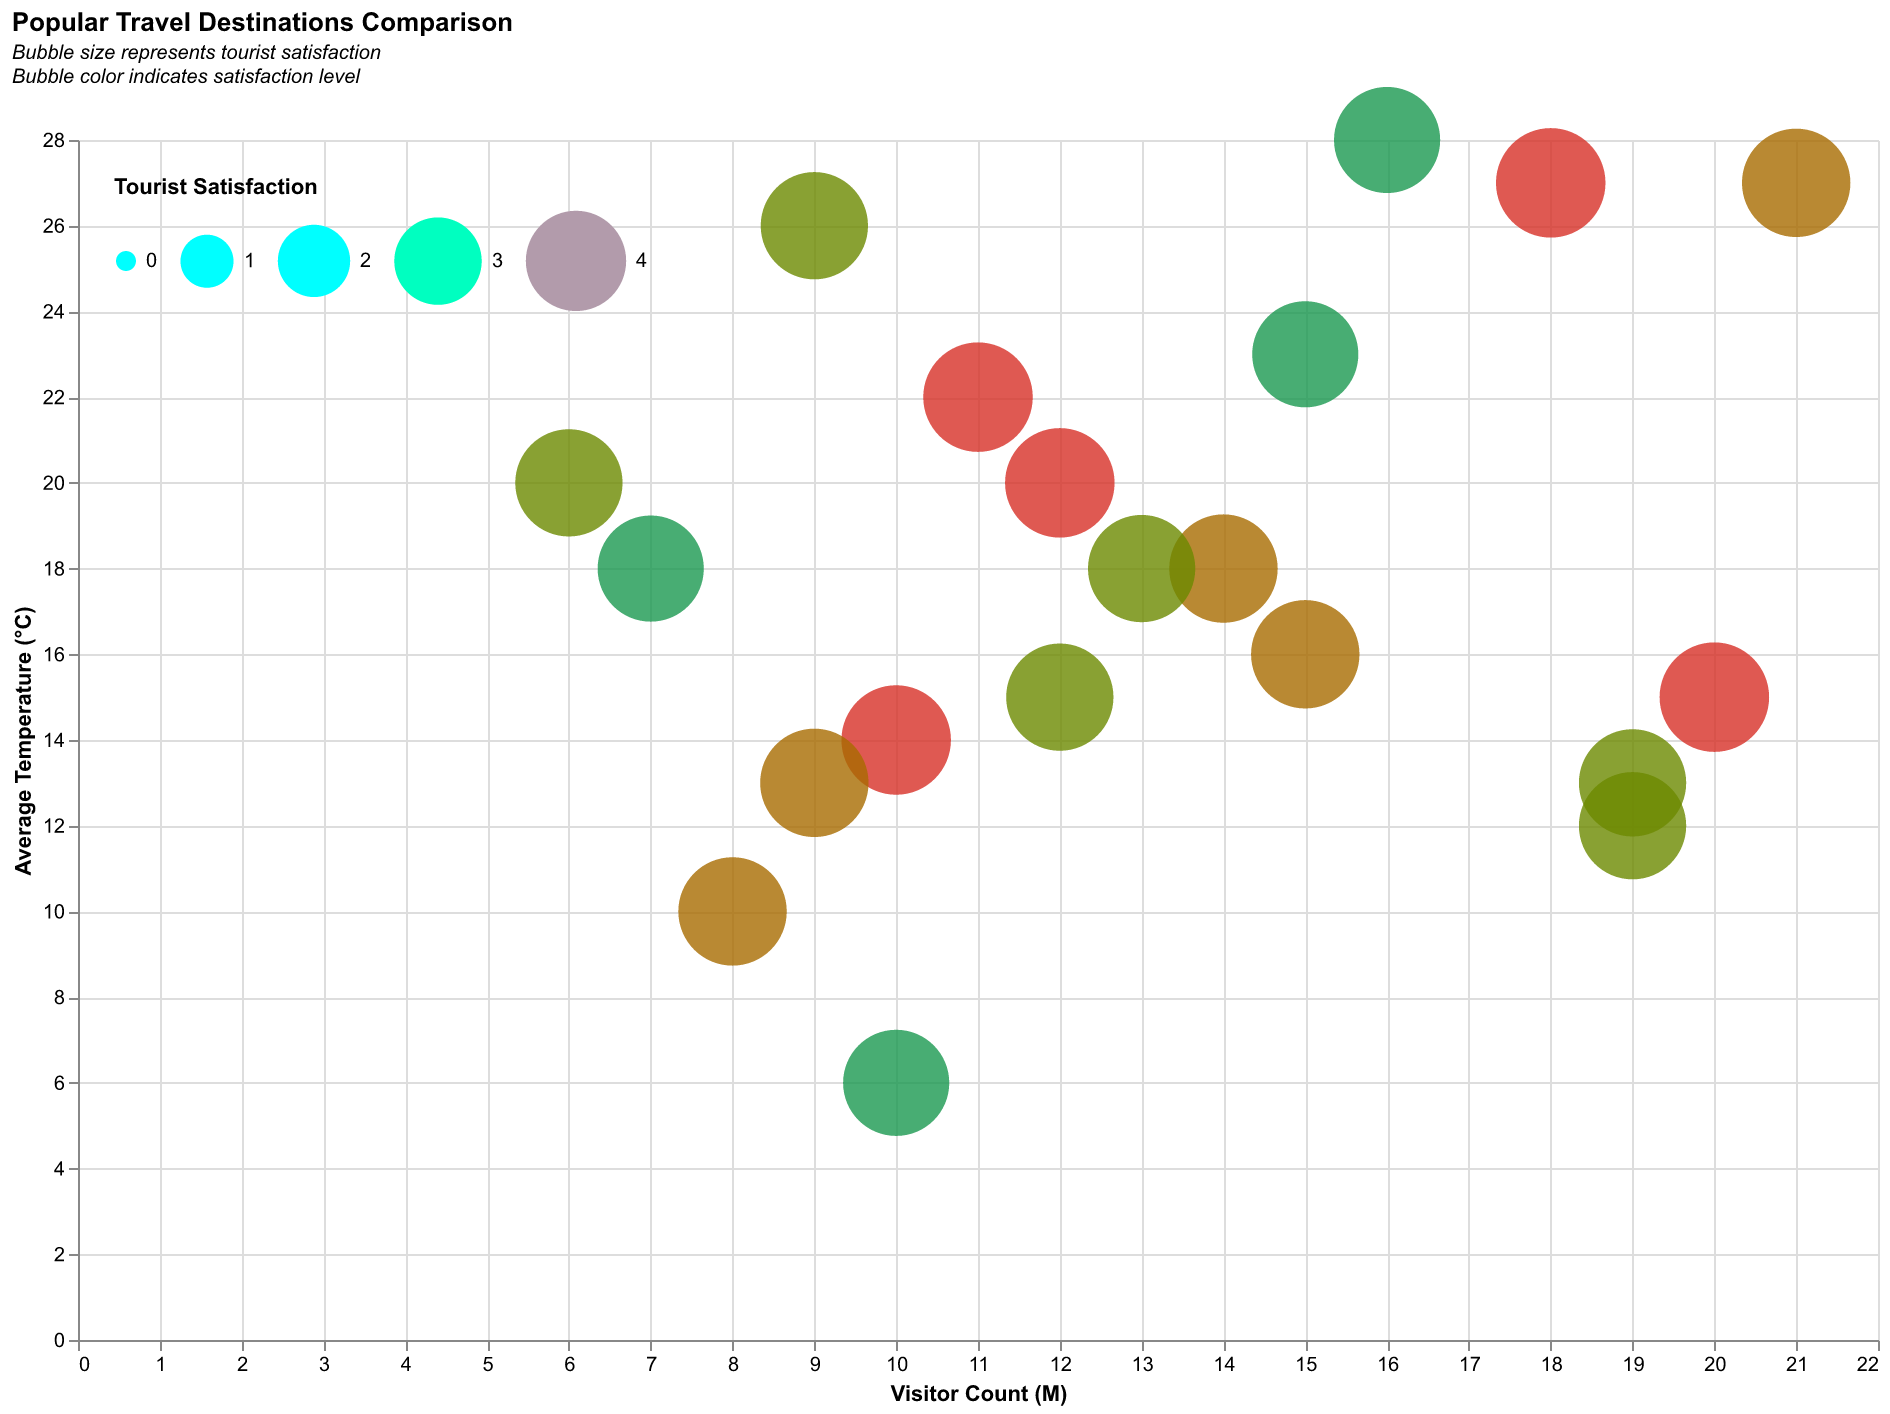 Popular Travel Destinations Comparison
Bubble size represents tourist satisfaction
Bubble color indicates satisfaction level
Tourist Satisfaction
0 1 2 3 4
Average Temperature (°C)
28
26
24
22
20
18
16
14
12
10
8
6
4
2
0
0 1 2 3 4 5 6 7 8 9 10 11 12 13 14 15 16 17 18 19 20 21 22
Visitor Count (M)